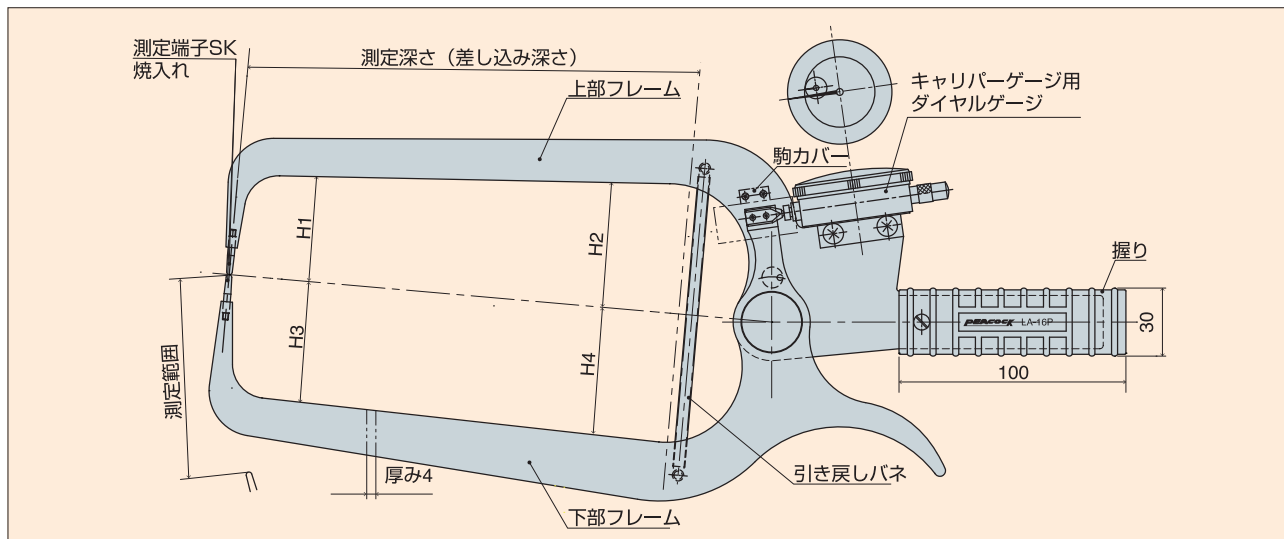 測定端子SK
焼入れ
測定深さ（差し込み深さ）
上部フレーム
キャリパーゲージ用
ダイヤルゲージ
駒カバー
H1
H2
握り
PEACOCK LA-16P
30
100
H3
H4
測定範囲
厚み4
引き戻しバネ
下部フレーム